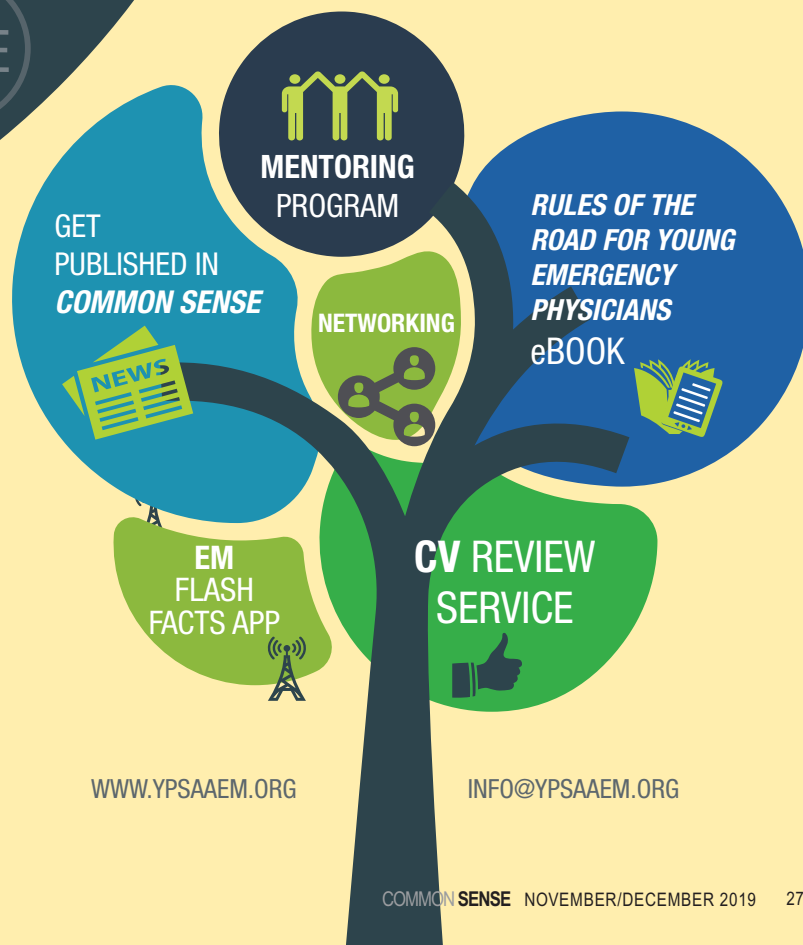 MENTORING
PROGRAM
GET
PUBLISHED IN
COMMON SENSE
NEWS
RULES OF THE
ROAD FOR YOUNG
EMERGENCY
PHYSICIANS
eBOOK
NETWORKING
EM
FLASH
FACTS APP
CV REVIEW
SERVICE
WWW.YPSAAEM.ORG
INFO@YPSAAEM.ORG
COMMON SENSE NOVEMBER/DECEMBER 2019 27